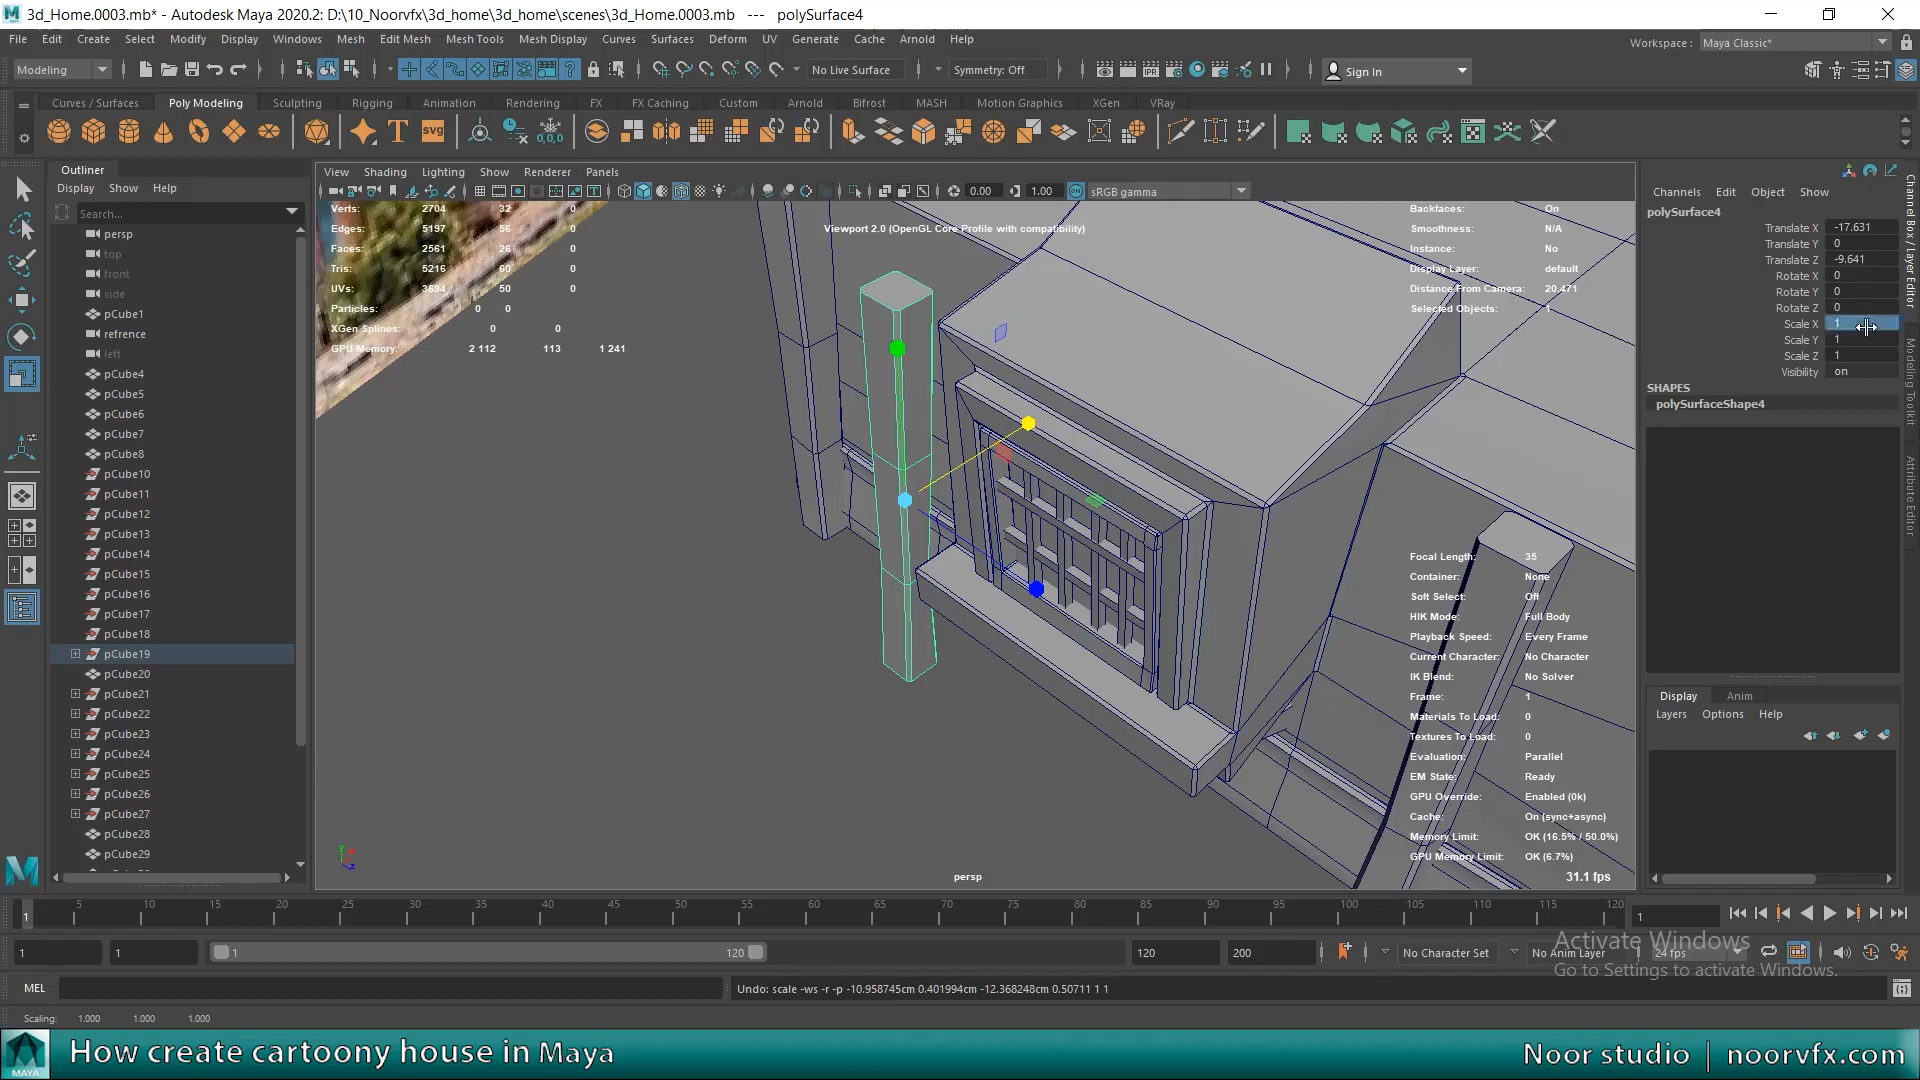 3d_Home.0003.mb* - Autodesk Maya 2020.2: D:\10_Noorvfx\3d_home\3d_home\scenes\3d_Home.0003.mb --- polySurface4
File Edit Create Select Modify Display Windows Mesh Edit Mesh Mesh Tools Mesh Display Curves Surfaces Deform UV Generate Cache Arnold Help
Workspace : Maya Classic*
Modeling No Live Surface Symmetry: Off Sign In
Curves / Surfaces Poly Modeling Sculpting Rigging Animation Rendering FX FX Caching Custom Arnold Bifrost MASH Motion Graphics XGen VRay
T SVG 0,0,0
Outliner
Display Show Help
Search...
persp
top
front
side
pCube1
refrence
left
pCube4
pCube5
pCube6
pCube7
pCube8
pCube10
pCube11
pCube12
pCube13
pCube14
pCube15
pCube16
pCube17
pCube18
pCube19
pCube20
pCube21
pCube22
pCube23
pCube24
pCube25
pCube26
pCube27
pCube28
pCube29
View Shading Lighting Show Renderer Panels
0.00 1.00 ON sRGB gamma
Verts: 2704 32 0
Edges: 5197 56 0
Faces: 2561 26 0
Tris: 5216 60 0
UVs: 3694 50 0
Particles: 0 0
XGen Splines: 0 0
GPU Memory: 2 112 113 1 241
Viewport 2.0 (OpenGL Core Profile with compatibility)
Backfaces: On
Smoothness: N/A
Instance: No
Display Layer: default
Distance From Camera: 20.471
Selected Objects: 1
Focal Length: 35
Container: None
Soft Select: Off
HIK Mode: Full Body
Playback Speed: Every Frame
Current Character: No Character
IK Blend: No Solver
Frame: 1
Materials To Load: 0
Textures To Load: 0
Evaluation: Parallel
EM State: Ready
GPU Override: Enabled (0k)
Cache: On (sync+async)
Memory Limit: OK (16.5% / 50.0%)
GPU Memory Limit: OK (6.7%)
31.1 fps
persp
y
z
Channels Edit Object Show
polySurface4
Translate X -17.631
Translate Y 0
Translate Z -9.641
Rotate X 0
Rotate Y 0
Rotate Z 0
Scale X 1
Scale Y 1
Scale Z 1
Visibility on
SHAPES
polySurfaceShape4
Channel Box / Layer Editor
Modeling Toolkit
Attribute Editor
Display Anim
Layers Options Help
1 5 10 15 20 25 30 35 40 45 50 55 60 65 70 75 80 85 90 95 100 105 110 115 120
1
1 1 1 120 120 200 No Character Set No Anim Layer 24 fps
Activate Windows
Go to Settings to activate Windows.
MEL
Undo: scale -ws -r -p -10.958745cm 0.401994cm -12.368248cm 0.50711 1 1
Scaling: 1.000 1.000 1.000
MAYA
How create cartoony house in Maya
Noor studio | noorvfx.com